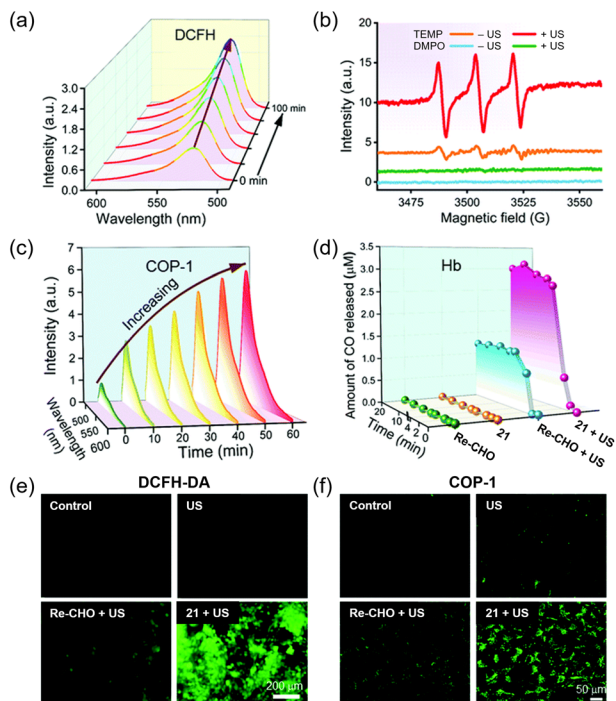 (a)
DCFH
Intensity (a.u.)
3.0
2.4
1.8
1.2
0.6
0.0
600
550
500
Wavelength (nm)
100 min
0 min
(b)
TEMP – US + US
DMPO – US + US
Intensity (a.u.)
20
15
10
5
0
3475
3500
3525
3550
Magnetic field (G)
(c)
COP-1
Increasing
Intensity (a.u.)
7
6
5
4
3
2
1
0
Wavelength
(nm)
500
550
600
0
10
20
30
40
50
60
Time (min)
(d)
Hb
Amount of CO released (μM)
3.5
3.0
2.5
2.0
1.5
1.0
0.5
0.0
20
10
4
2
0
Time (min)
Re-CHO
21
Re-CHO + US
21 + US
(e)
DCFH-DA
Control
US
Re-CHO + US
21 + US
200 μm
(f)
COP-1
Control
US
Re-CHO + US
21 + US
50 μm